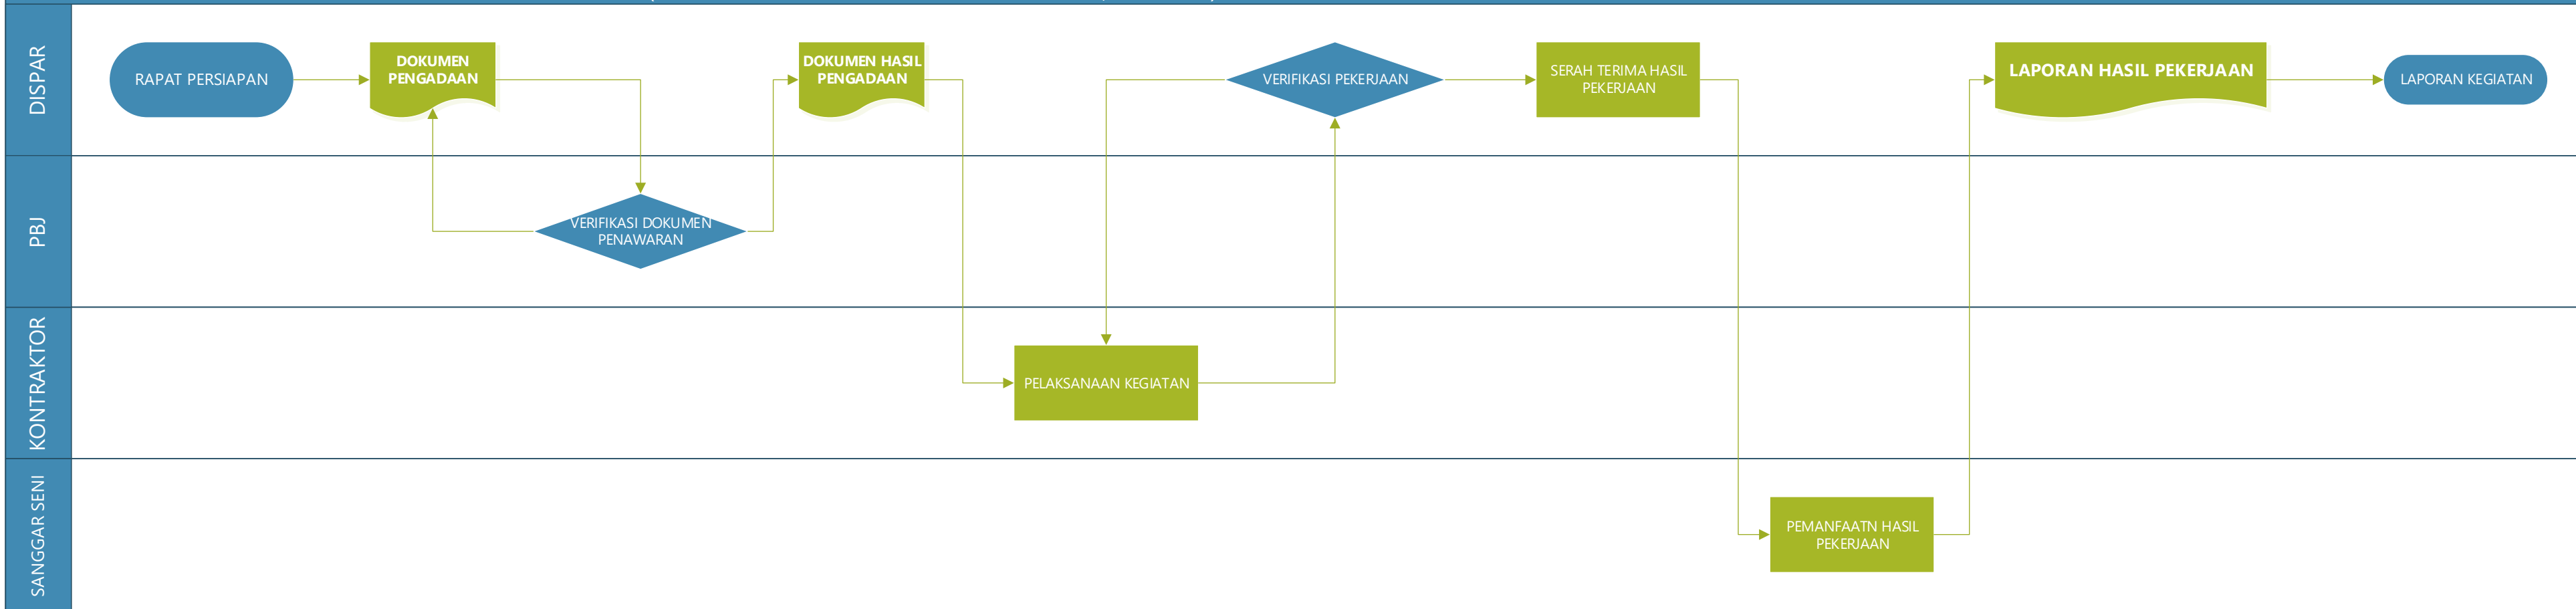 DISPAR
RAPAT PERSIAPAN
DOKUMEN
PENGADAAN
DOKUMEN HASIL
PENGADAAN
VERIFIKASI PEKERJAAN
SERAH TERIMA HASIL
PEKERJAAN
LAPORAN HASIL PEKERJAAN
LAPORAN KEGIATAN
PBJ
VERIFIKASI DOKUMEN
PENAWARAN
KONTRAKTOR
PELAKSANAAN KEGIATAN
SANGGAR SENI
PEMANFAATN HASIL
PEKERJAAN